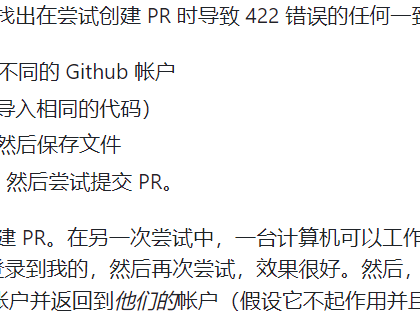 找出在尝试创建 PR 时导致 422 错误的任何一致
不同的 Github 帐户
导入相同的代码）
然后保存文件
，然后尝试提交 PR。
建 PR。在另一次尝试中，一台计算机可以工作
登录到我的，然后再次尝试，效果很好。然后，
帐户并返回到他们的帐户（假设它不起作用并且